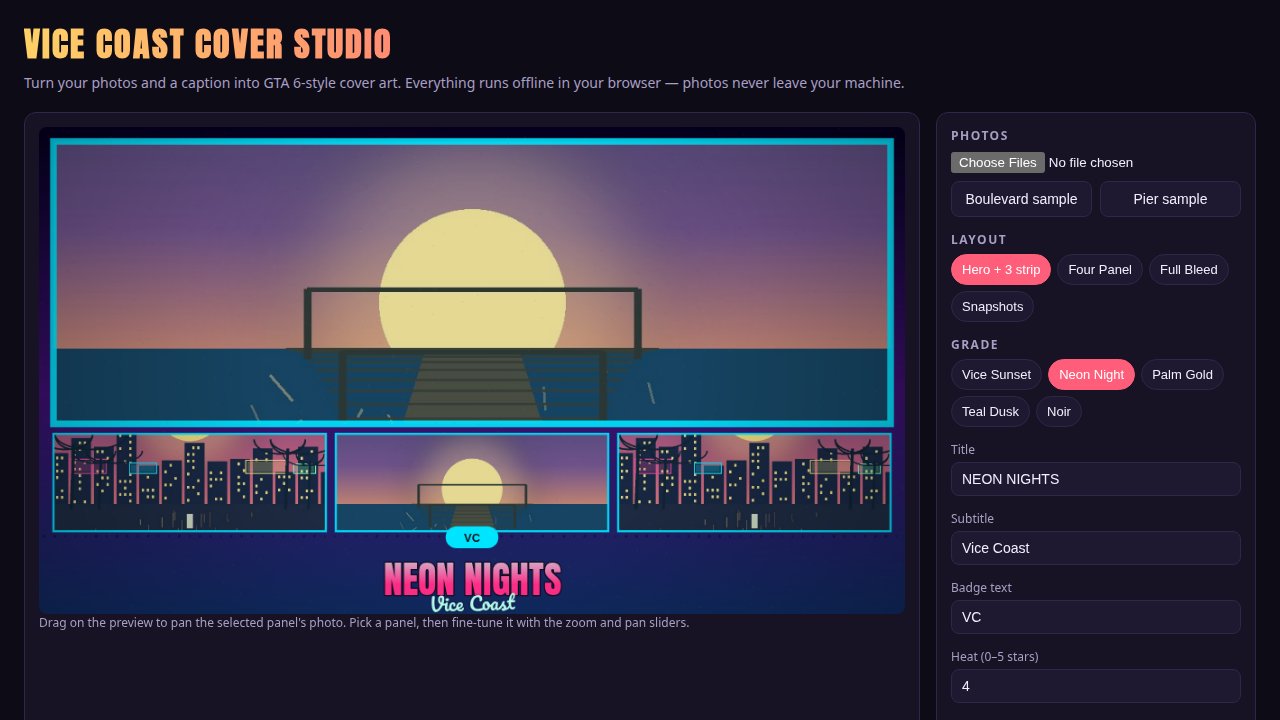 VICE COAST COVER STUDIO
Turn your photos and a caption into GTA 6-style cover art. Everything runs offline in your browser — photos never leave your machine.
VC
NEON NIGHTS
Vice Coast
Drag on the preview to pan the selected panel's photo. Pick a panel, then fine-tune it with the zoom and pan sliders.
PHOTOS
Choose Files No file chosen
Boulevard sample Pier sample
LAYOUT
Hero + 3 strip Four Panel Full Bleed
Snapshots
GRADE
Vice Sunset Neon Night Palm Gold
Teal Dusk Noir
Title
NEON NIGHTS
Subtitle
Vice Coast
Badge text
VC
Heat (0–5 stars)
4